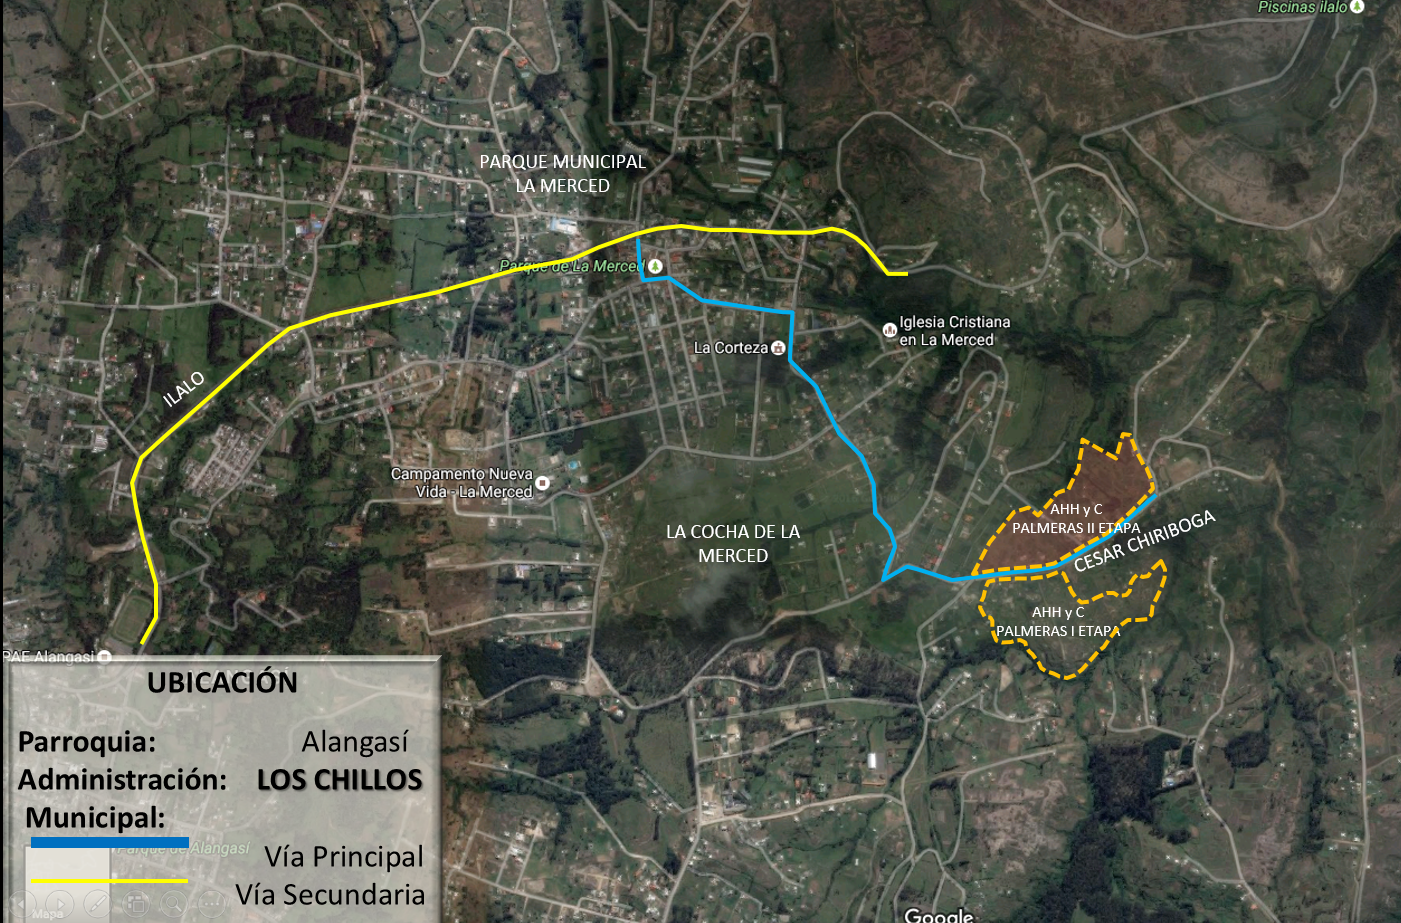 Piscinas ilalo
PARQUE MUNICIPAL
LA MERCED
Parque de La Merced
Iglesia Cristiana
en La Merced
La Corteza
ILALO
Campamento Nueva
Vida - La Merced
LA COCHA DE LA
MERCED
AHH y C
PALMERAS II ETAPA
CESAR CHIRIBOGA
AHH y C
PALMERAS I ETAPA
PAE Alangasi
UBICACIÓN
Parroquia: Alangasí
Administración: LOS CHILLOS
Municipal:
Parque de Alangasí
Vía Principal
Vía Secundaria
Mapa
Google